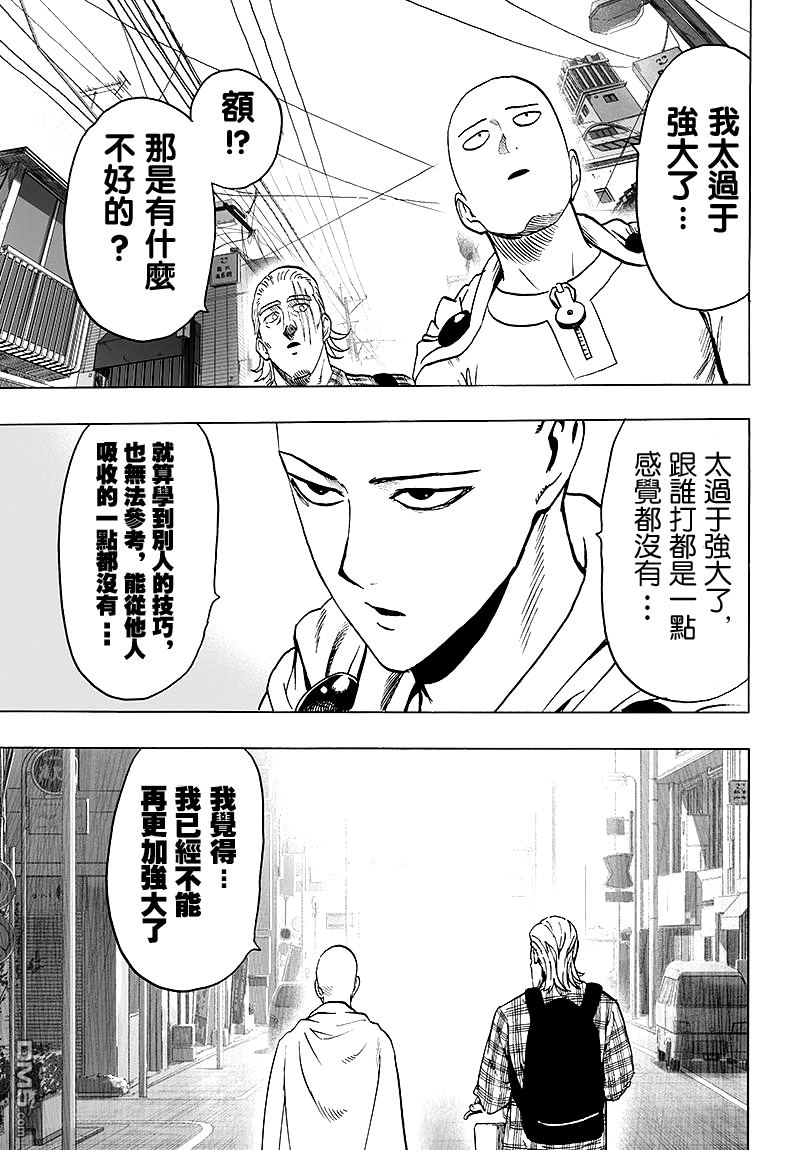 我太過于
強大了…
額!?
那是有什麼
不好的?
太過于強大了,
跟誰打都是一點
感覺都沒有…
就算學到別人的技巧,
也無法參考,能從他人
吸收的一點都沒有…
我覺得…
我已經不能
再更加強大了
DM5.com